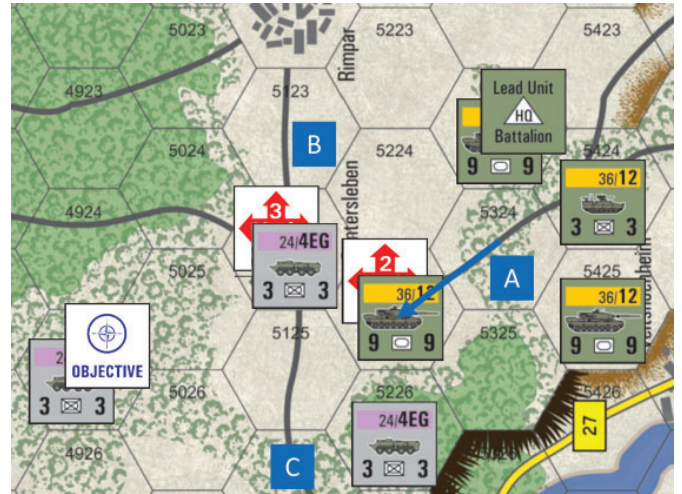 5023
5223
5423
Rimpar
4923
5123
Lead Unit
HQ
Battalion
B
5024
5224
5424
9 9
36/12
3 3
4924
3
ntersleben
5324
24/4EG
3 3
5025
2
A
5425
36/12
9 9
36/12
9 9
OBJECTIVE
5125
5325
3 3
5026
5226
5426
24/4EG
3 3
27
4926
C